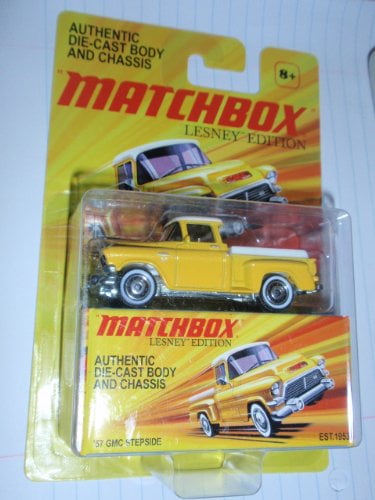 AUTHENTIC
DIE-CAST BODY
AND CHASSIS
8+
"MATCHBOX"
LESNEY EDITION
MATCHBOX
LESNEY EDITION
AUTHENTIC
DIE-CAST BODY
AND CHASSIS
'57 GMC STEPSIDE
EST.1953